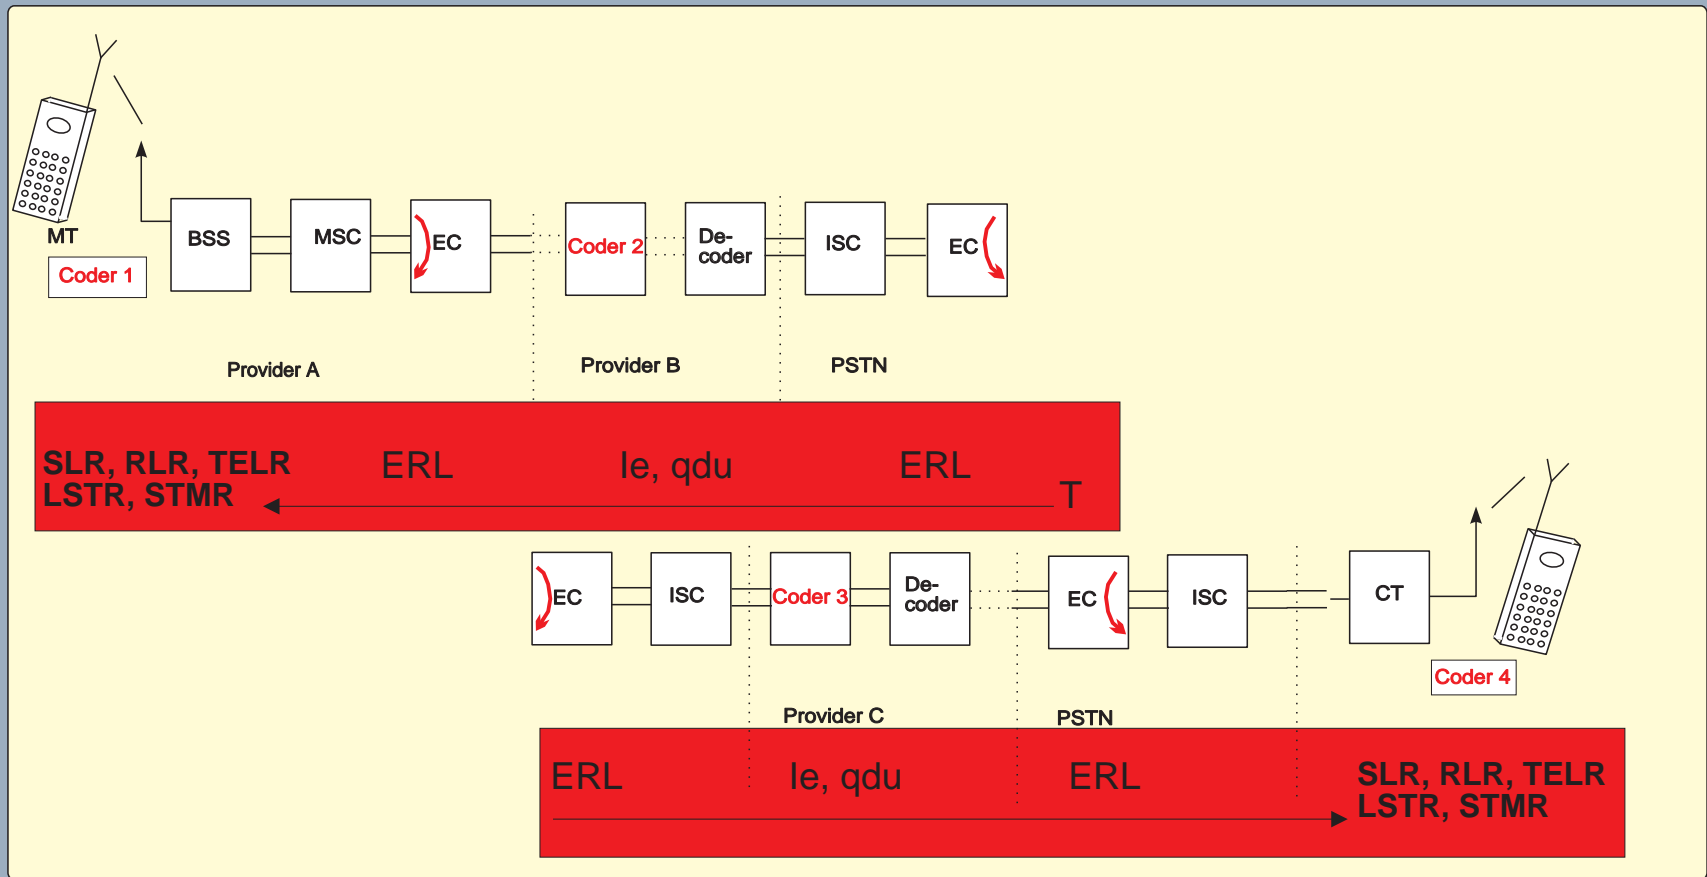 MT
Coder 1
BSS
MSC
EC
Coder 2
De-
coder
ISC
EC
Provider A
Provider B
PSTN
SLR, RLR, TELR
LSTR, STMR
ERL
Ie, qdu
ERL
T
EC
ISC
Coder 3
De-
coder
EC
ISC
CT
Coder 4
Provider C
PSTN
ERL
Ie, qdu
ERL
SLR, RLR, TELR
LSTR, STMR